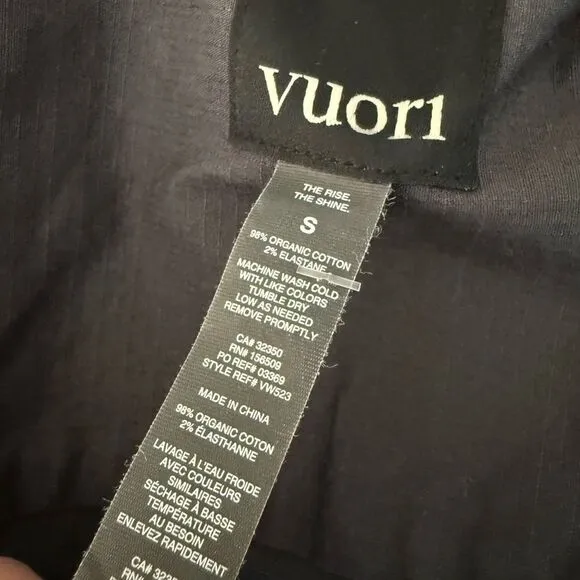 vuori
THE RISE.
THE SHINE.
S
98% ORGANIC COTTON
2% ELASTANE
MACHINE WASH COLD
WITH LIKE COLORS
TUMBLE DRY
LOW AS NEEDED
REMOVE PROMPTLY
CA# 32350
RN# 156509
PO REF# 03369
STYLE REF# VW523
MADE IN CHINA
98% ORGANIC COTON
2% ÉLASTHANNE
LAVAGE À L'EAU FROIDE
AVEC COULEURS
SIMILAIRES
SÉCHAGE À BASSE
TEMPÉRATURE
AU BESOIN
ENLEVEZ RAPIDEMENT